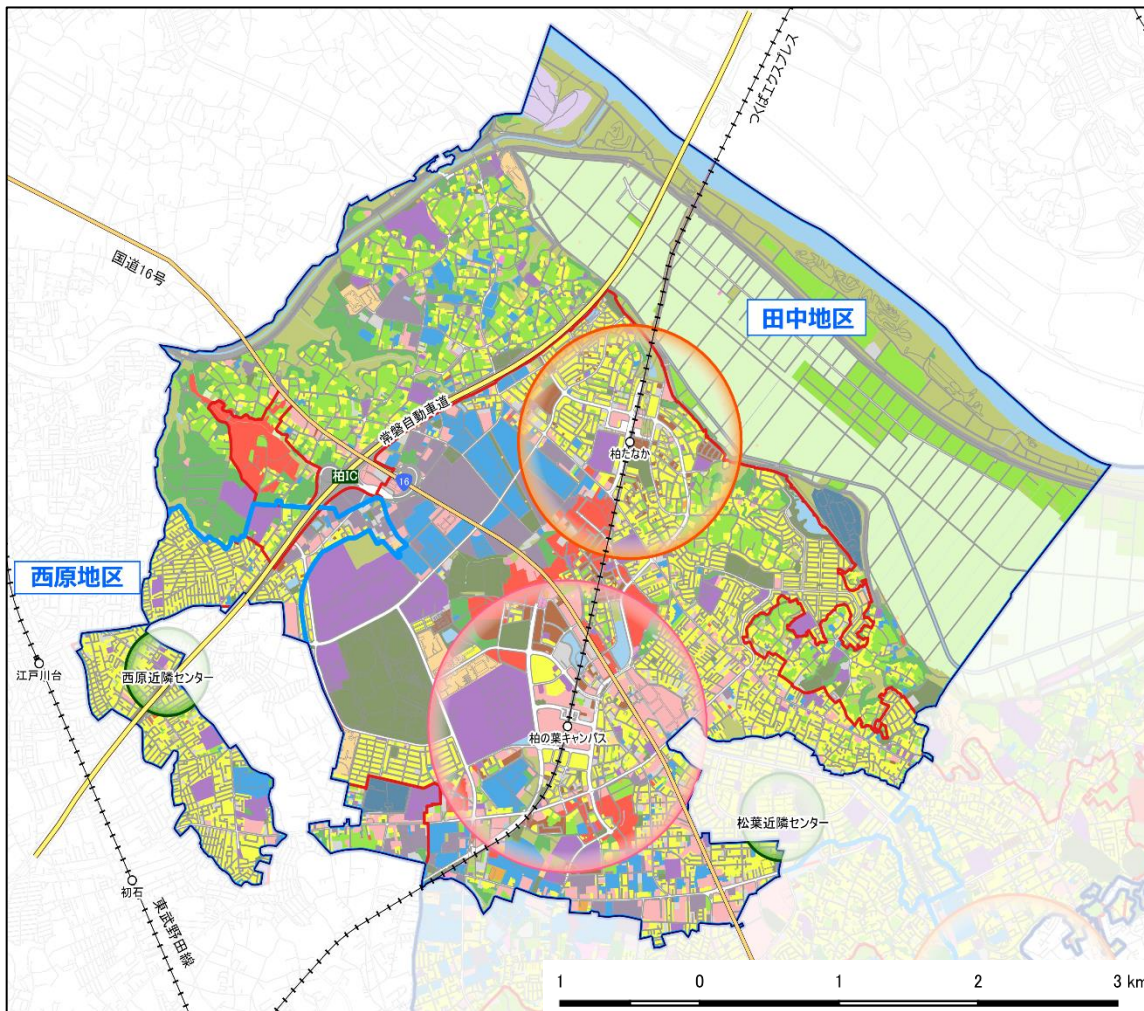 つくばエクスプレス
国道16号
田中地区
常磐自動車道
柏たなか
柏IC
16
西原地区
江戸川台
西原近隣センター
柏の葉キャンパス
松葉近隣センター
初石
東武野田線
1 0 1 2 3 km